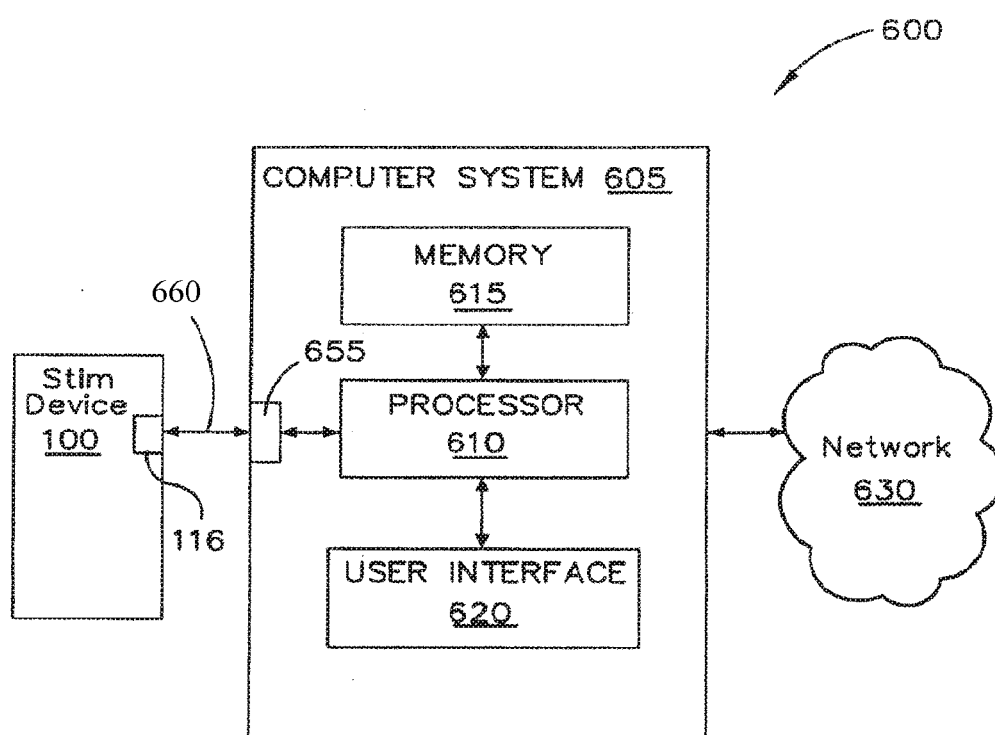 600
COMPUTER SYSTEM 605
MEMORY
615
660
655
Stim
Device
100
PROCESSOR
610
Network
630
116
USER INTERFACE
620